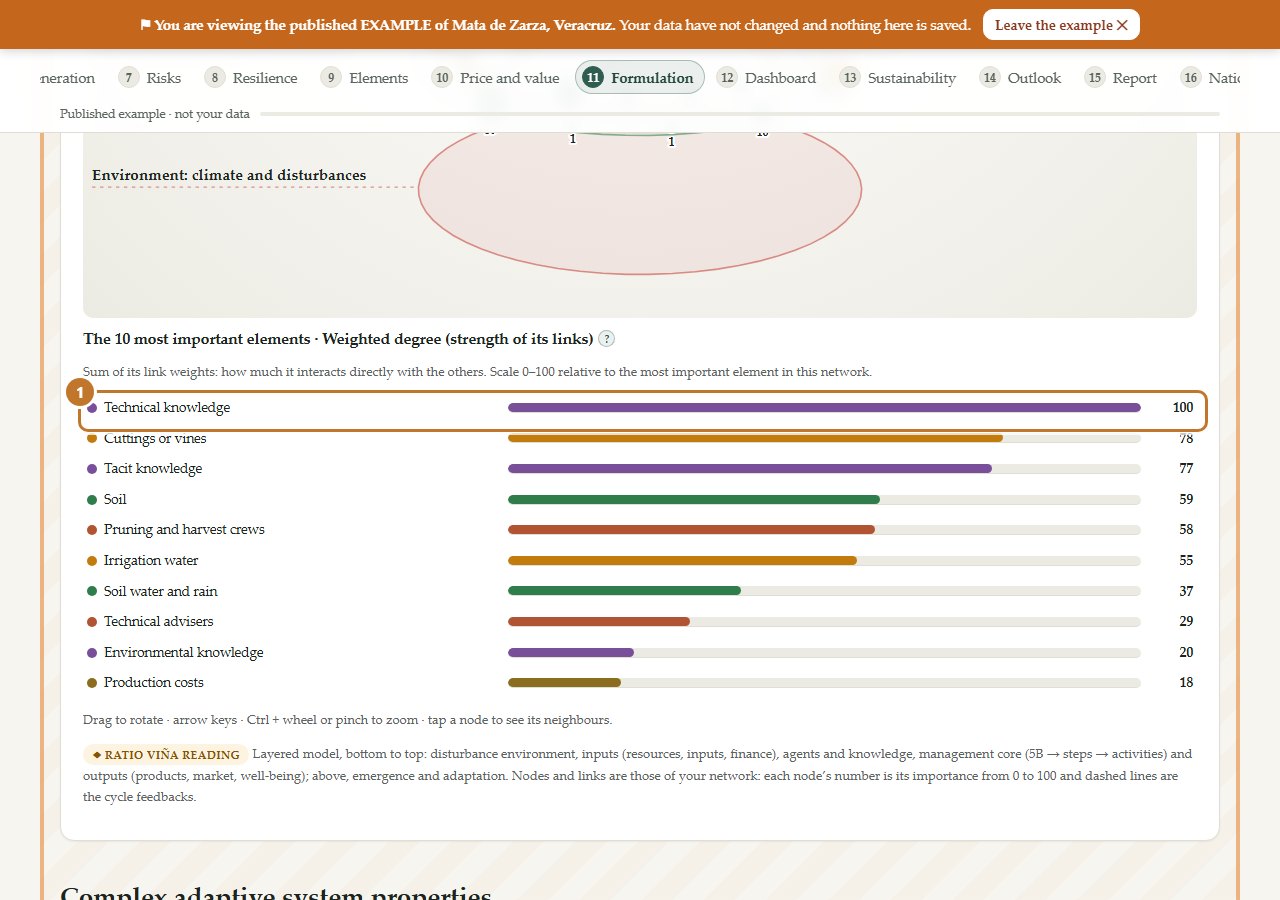 ⚑ You are viewing the published EXAMPLE of Mata de Zarza, Veracruz. Your data have not changed and nothing here is saved. Leave the example ✕
neration 7 Risks 8 Resilience 9 Elements 10 Price and value 11 Formulation 12 Dashboard 13 Sustainability 14 Outlook 15 Report 16
Published example · not your data
1 1
Environment: climate and disturbances
The 10 most important elements · Weighted degree (strength of its links) ?
Sum of its link weights: how much it interacts directly with the others. Scale 0–100 relative to the most important element in this network.
1
Technical knowledge 100
Cuttings or vines 78
Tacit knowledge 77
Soil 59
Pruning and harvest crews 58
Irrigation water 55
Soil water and rain 37
Technical advisers 29
Environmental knowledge 20
Production costs 18
Drag to rotate · arrow keys · Ctrl + wheel or pinch to zoom · tap a node to see its neighbours.
◆ RATIO VIÑA READING Layered model, bottom to top: disturbance environment, inputs (resources, inputs, finance), agents and knowledge, management core (5B → steps → activities) and
outputs (products, market, well-being); above, emergence and adaptation. Nodes and links are those of your network: each node's number is its importance from 0 to 100 and dashed lines are
the cycle feedbacks.
Complex adaptive system properties